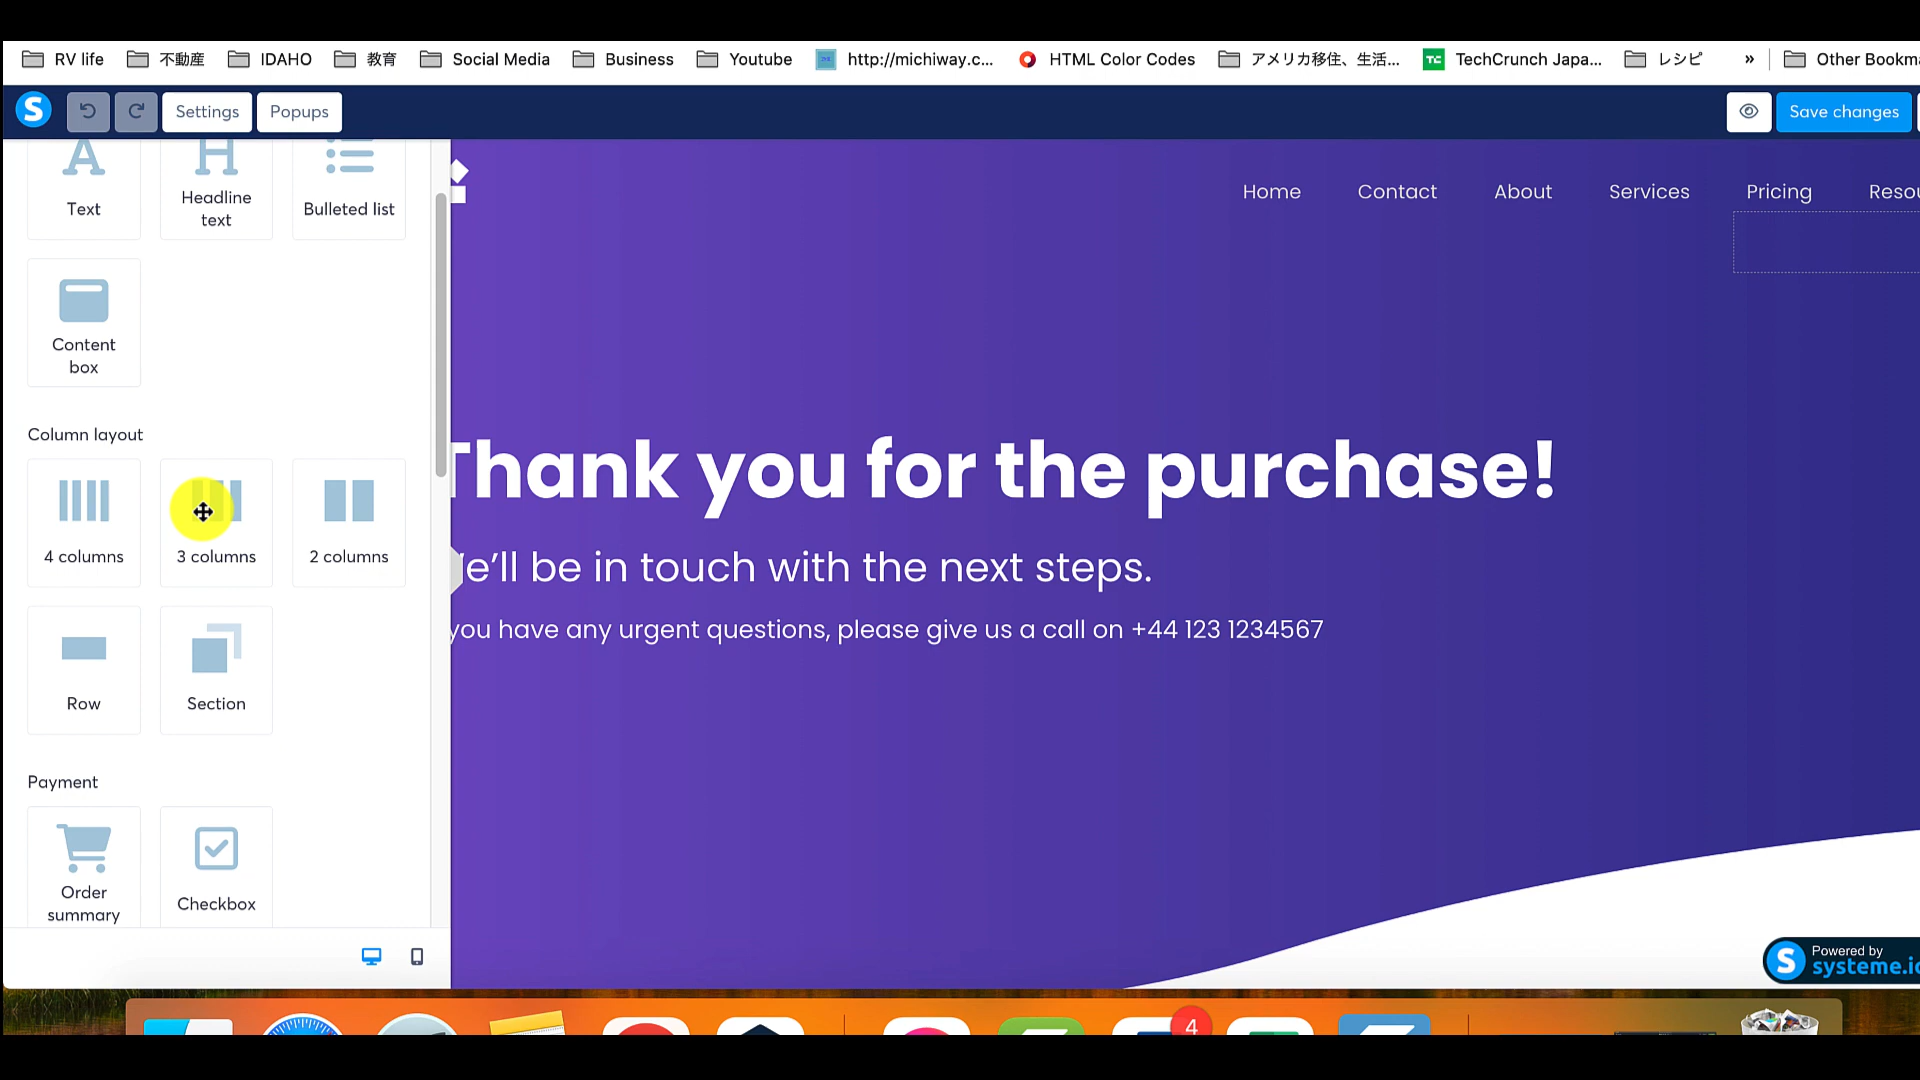 RV life 不動産 IDAHO 教育 Social Media Business Youtube http://michiway.c... HTML Color Codes アメリカ移住、生活... TechCrunch Japa... レシピ » Other Bookma
S Settings Popups Save changes
Text
Headline
text
Bulleted list
Content
box
Column layout
4 columns
3 columns
2 columns
Row
Section
Payment
Order
summary
Checkbox
Home Contact About Services Pricing Resou
Thank you for the purchase!
e’ll be in touch with the next steps.
you have any urgent questions, please give us a call on +44 123 1234567
Powered by
systeme.io
4